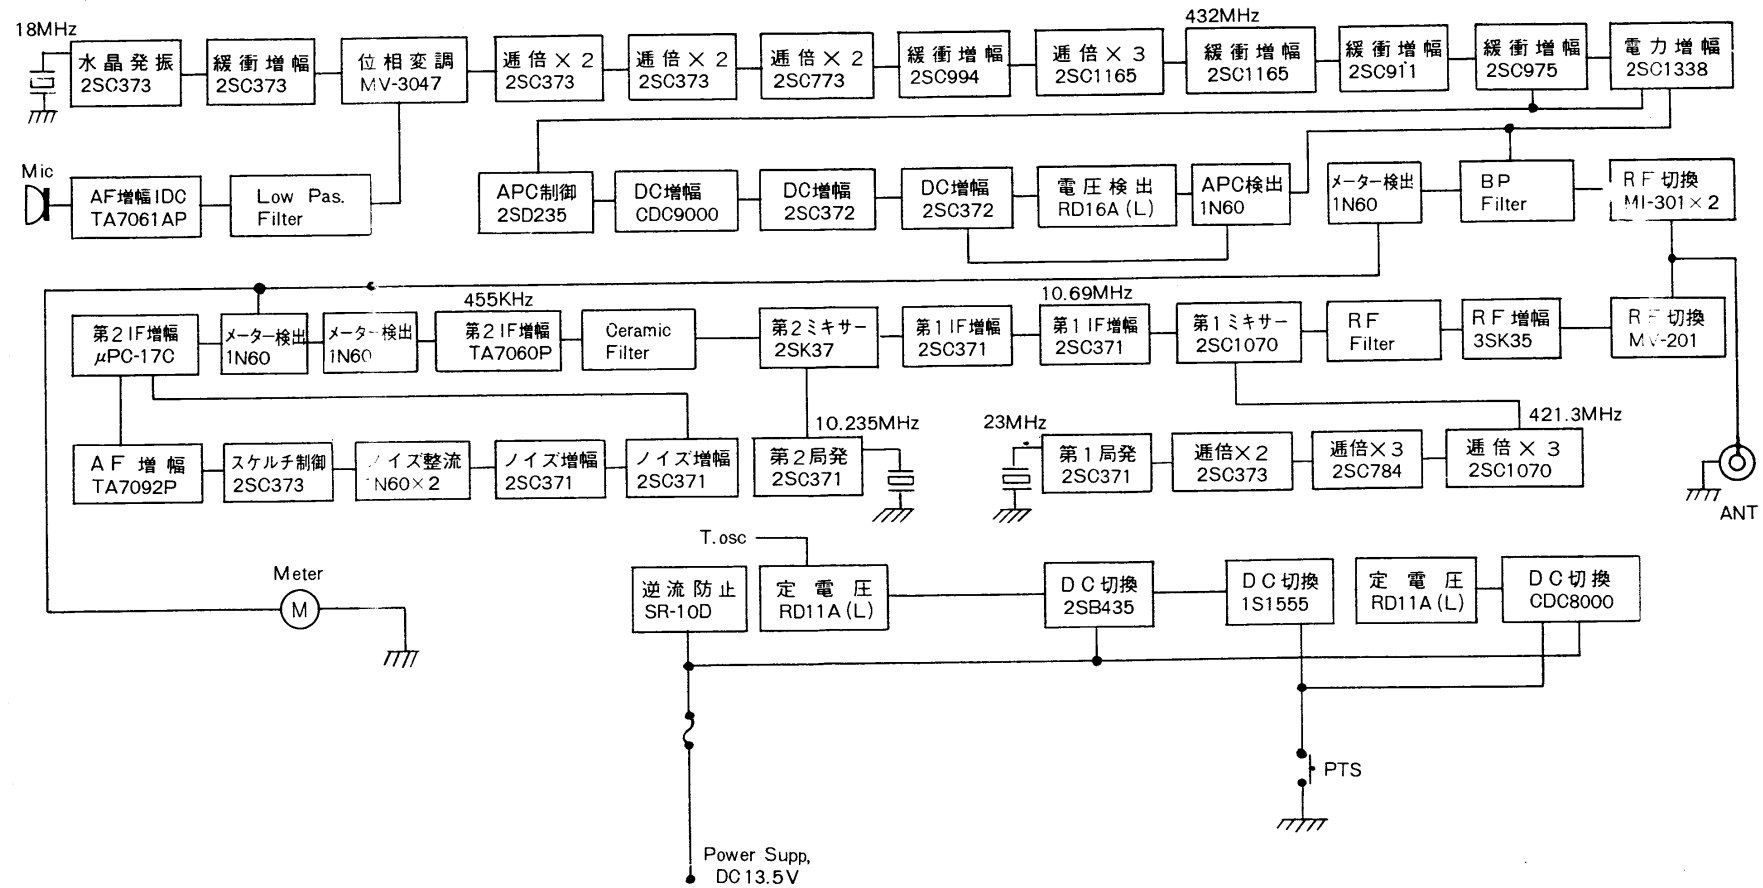 18MHz
432MHz
水晶発振
2SC373
緩衝増幅
2SC373
位相変調
MV-3047
逓倍×2
2SC373
逓倍×2
2SC373
逓倍×2
2SC773
緩衝増幅
2SC994
逓倍×3
2SC1165
緩衝増幅
2SC1165
緩衝増幅
2SC911
緩衝増幅
2SC975
電力増幅
2SC1338
Mic
AF増幅IDC
TA7061AP
Low Pas.
Filter
APC制御
2SD235
DC増幅
CDC9000
DC増幅
2SC372
DC増幅
2SC372
電圧検出
RD16A(L)
APC検出
1N60
メーター検出
1N60
BP
Filter
RF切換
MI-301×2
455KHz
10.69MHz
第2IF増幅
μPC-17C
メーター検出
1N60
メーター検出
1N60
第2IF増幅
TA7060P
Ceramic
Filter
第2ミキサー
2SK37
第1IF増幅
2SC371
第1IF増幅
2SC371
第1ミキサー
2SC1070
RF
Filter
RF増幅
3SK35
RF切換
MV-201
10.235MHz
23MHz
421.3MHz
AF増幅
TA7092P
スケルチ制御
2SC373
ノイズ整流
1N60×2
ノイズ増幅
2SC371
ノイズ増幅
2SC371
第2局発
2SC371
第1局発
2SC371
逓倍×2
2SC373
逓倍×3
2SC784
逓倍×3
2SC1070
ANT
T.osc
Meter
M
逆流防止
SR-10D
定電圧
RD11A(L)
DC切換
2SB435
DC切換
1S1555
定電圧
RD11A(L)
DC切換
CDC8000
PTS
Power Supp,
DC13.5V